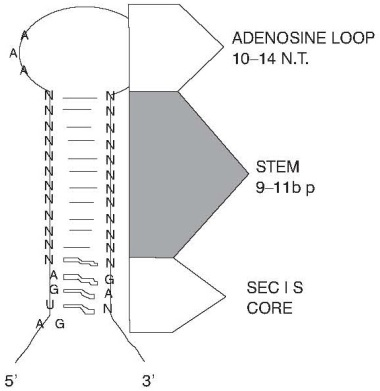 A
ADENOSINE LOOP
A
10–14 N.T.
A
N N
N N
N N
N N
N N
N N
STEM
N N
9–11b p
N N
N N
N N
N N
N N
A G
G A
SEC I S
U N
CORE
A G
5' 3'